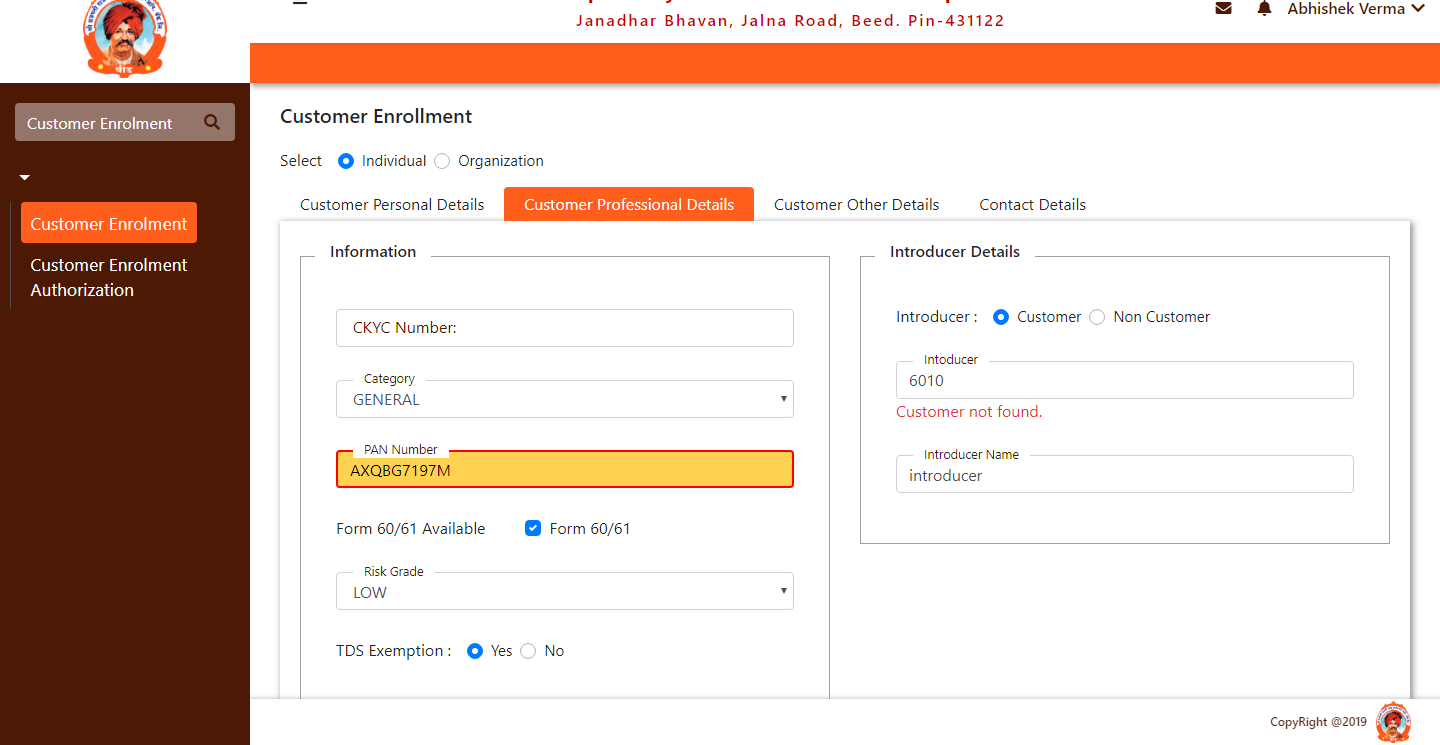 Janadhar Bhavan, Jalna Road, Beed. Pin-431122
Abhishek Verma
बीड
Customer Enrolment
Customer Enrolment
Customer Enrolment
Authorization
Customer Enrollment
Select Individual Organization
Customer Personal Details Customer Professional Details Customer Other Details Contact Details
Information
CKYC Number:
Category
GENERAL
PAN Number
AXQBG7197M
Form 60/61 Available Form 60/61
Risk Grade
LOW
TDS Exemption : Yes No
Introducer Details
Introducer : Customer Non Customer
Intoducer
6010
Customer not found.
Introducer Name
introducer
CopyRight @2019